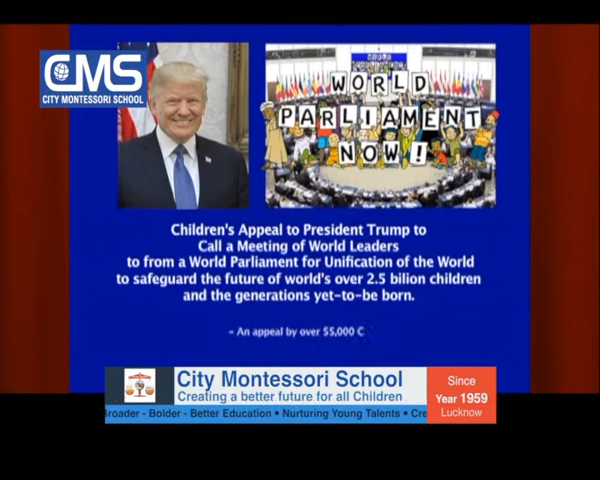 CMS
CITY MONTESSORI SCHOOL
WORLD
PARLIAMENT
NOW!
Children's Appeal to President Trump to
Call a Meeting of World Leaders
to from a World Parliament for Unification of the World
to safeguard the future of world's over 2.5 bilion children
and the generations yet-to-be born.
– An appeal by over 55,000 C
City Montessori School
Creating a better future for all Children
Since
Year 1959
Lucknow
roader - Bolder - Better Education • Nurturing Young Talents • Cre